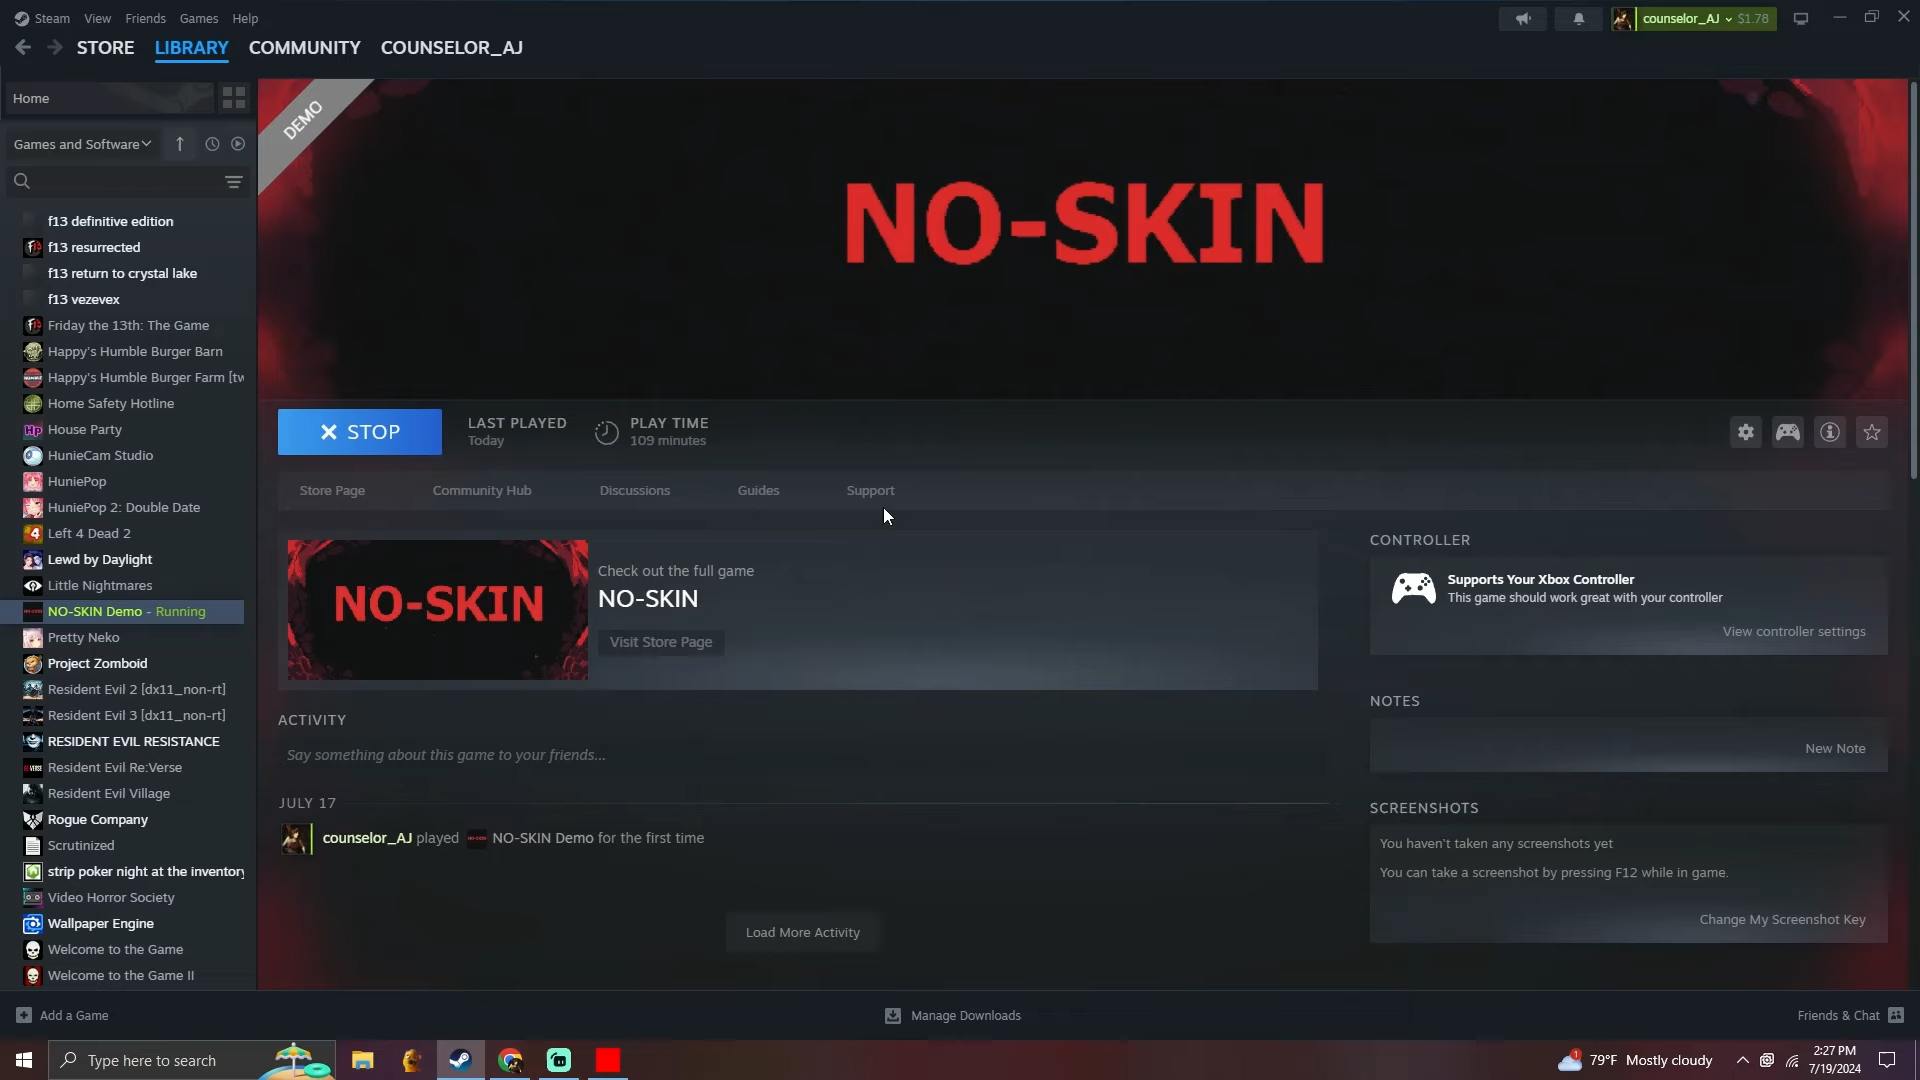 Steam View Friends Games Help
counselor_AJ $1.78
STORE LIBRARY COMMUNITY COUNSELOR_AJ
Home
Games and Software
f13 definitive edition
f13 resurrected
f13 return to crystal lake
f13 vezevex
Friday the 13th: The Game
Happy's Humble Burger Barn
Happy's Humble Burger Farm [tw
Home Safety Hotline
House Party
HunieCam Studio
HuniePop
HuniePop 2: Double Date
Left 4 Dead 2
Lewd by Daylight
Little Nightmares
NO-SKIN Demo - Running
Pretty Neko
Project Zomboid
Resident Evil 2 [dx11_non-rt]
Resident Evil 3 [dx11_non-rt]
RESIDENT EVIL RESISTANCE
Resident Evil Re:Verse
Resident Evil Village
Rogue Company
Scrutinized
strip poker night at the inventory
Video Horror Society
Wallpaper Engine
Welcome to the Game
Welcome to the Game II
DEMO
NO-SKIN
STOP
LAST PLAYED
Today
PLAY TIME
109 minutes
Store Page Community Hub Discussions Guides Support
NO-SKIN
Check out the full game
NO-SKIN
Visit Store Page
ACTIVITY
Say something about this game to your friends...
JULY 17
counselor_AJ played NO-SKIN Demo for the first time
Load More Activity
CONTROLLER
Supports Your Xbox Controller
This game should work great with your controller
View controller settings
NOTES
New Note
SCREENSHOTS
You haven't taken any screenshots yet
You can take a screenshot by pressing F12 while in game.
Change My Screenshot Key
Add a Game
Manage Downloads
Friends & Chat
Type here to search
1
79°F Mostly cloudy
2:27 PM
7/19/2024